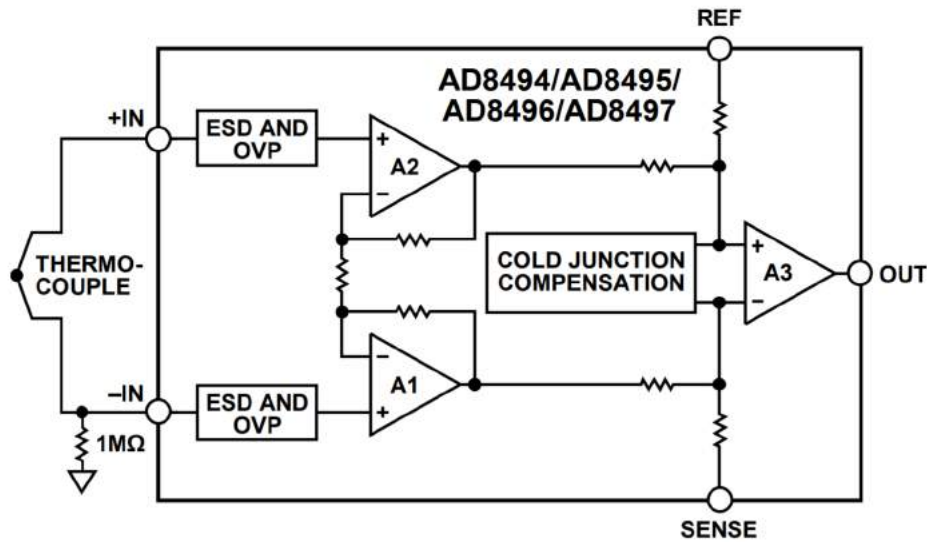 REF
AD8494/AD8495/
AD8496/AD8497
+IN
ESD AND
OVP
+
A2
−
THERMO-
COUPLE
COLD JUNCTION
COMPENSATION
+
A3
−
OUT
−
A1
+
−IN
ESD AND
OVP
1MΩ
SENSE